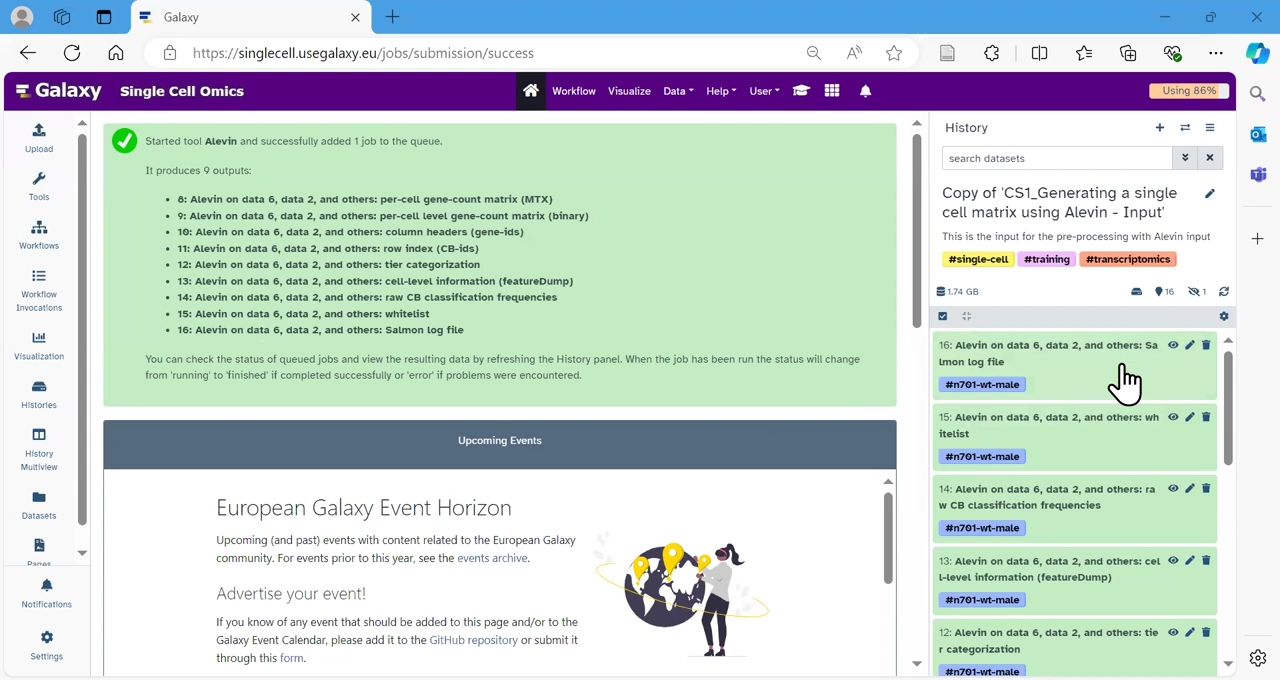 Galaxy
https://singlecell.usegalaxy.eu/jobs/submission/success
Galaxy Single Cell Omics
Workflow Visualize Data Help User
Using 86%
Upload
Tools
Workflows
Workflow
Invocations
Visualization
Histories
History
Multiview
Datasets
Pages
Notifications
Settings
Started tool Alevin and successfully added 1 job to the queue.
It produces 9 outputs:
• 8: Alevin on data 6, data 2, and others: per-cell gene-count matrix (MTX)
• 9: Alevin on data 6, data 2, and others: per-cell level gene-count matrix (binary)
• 10: Alevin on data 6, data 2, and others: column headers (gene-ids)
• 11: Alevin on data 6, data 2, and others: row index (CB-ids)
• 12: Alevin on data 6, data 2, and others: tier categorization
• 13: Alevin on data 6, data 2, and others: cell-level information (featureDump)
• 14: Alevin on data 6, data 2, and others: raw CB classification frequencies
• 15: Alevin on data 6, data 2, and others: whitelist
• 16: Alevin on data 6, data 2, and others: Salmon log file
You can check the status of queued jobs and view the resulting data by refreshing the History panel. When the job has been run the status will change
from 'running' to 'finished' if completed successfully or 'error' if problems were encountered.
Upcoming Events
European Galaxy Event Horizon
Upcoming (and past) events with content related to the European Galaxy
community. For events prior to this year, see the events archive.
Advertise your event!
If you know of any event that should be added to this page and/or to the
Galaxy Event Calendar, please add it to the GitHub repository or submit it
through this form.
History
search datasets
Copy of 'CS1_Generating a single
cell matrix using Alevin - Input'
This is the input for the pre-processing with Alevin input
#single-cell #training #transcriptomics
1.74 GB 16 1
16: Alevin on data 6, data 2, and others: Sa
lmon log file
#n701-wt-male
15: Alevin on data 6, data 2, and others: wh
itelist
#n701-wt-male
14: Alevin on data 6, data 2, and others: ra
w CB classification frequencies
#n701-wt-male
13: Alevin on data 6, data 2, and others: cel
l-level information (featureDump)
#n701-wt-male
12: Alevin on data 6, data 2, and others: tie
r categorization
#n701-wt-male